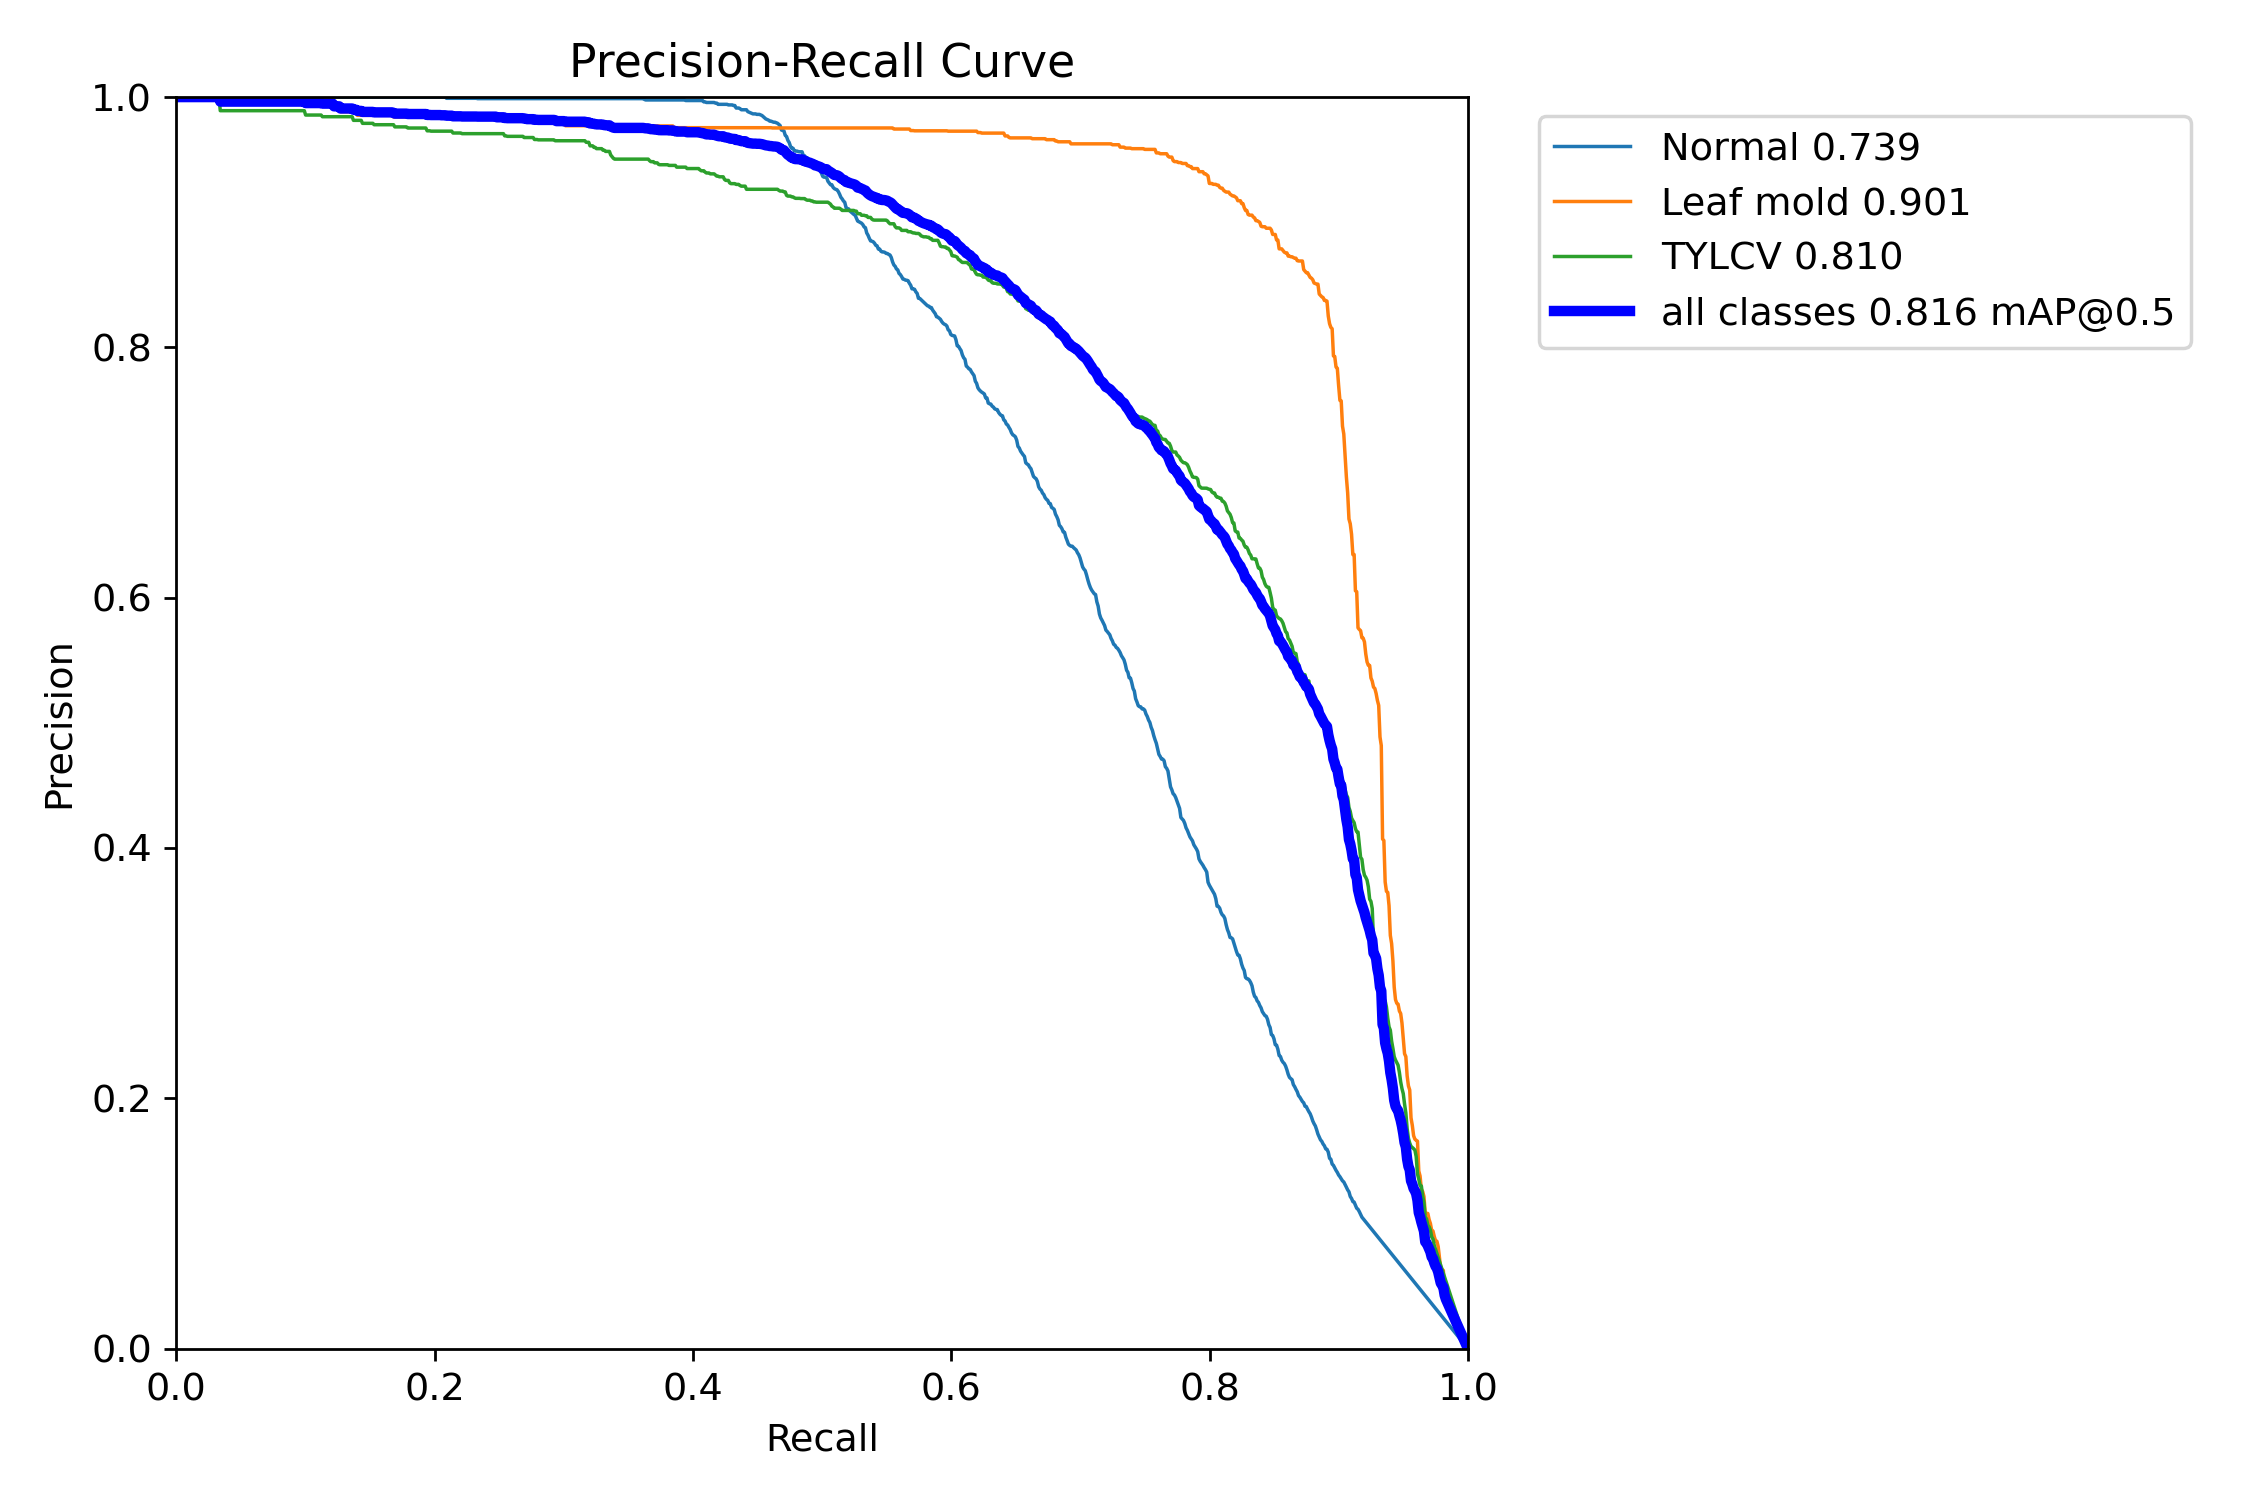 Precision-Recall Curve
1.0
0.8
0.6
0.4
0.2
0.0
Precision
0.0 0.2 0.4 0.6 0.8 1.0
Recall
Normal 0.739
Leaf mold 0.901
TYLCV 0.810
all classes 0.816 mAP@0.5